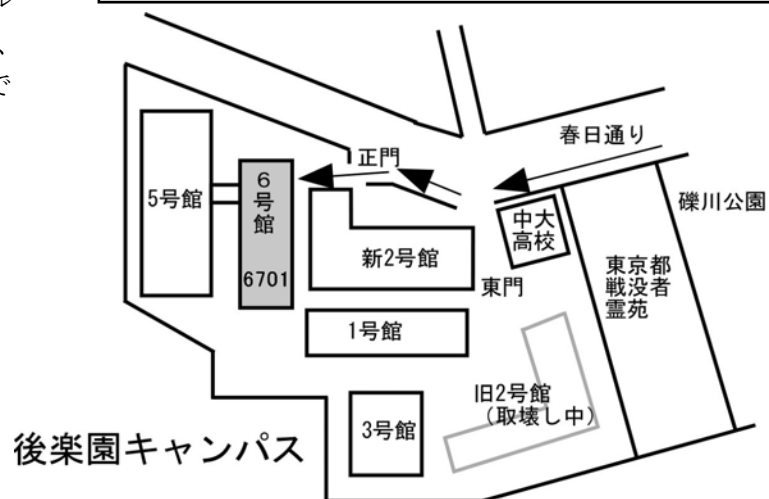 で
春日通り
正門
礫川公園
5号館
6
号
館
6701
中大
高校
新2号館
東門
東京都
戦没者
霊苑
1号館
旧2号館
(取壊し中)
3号館
後楽園キャンパス